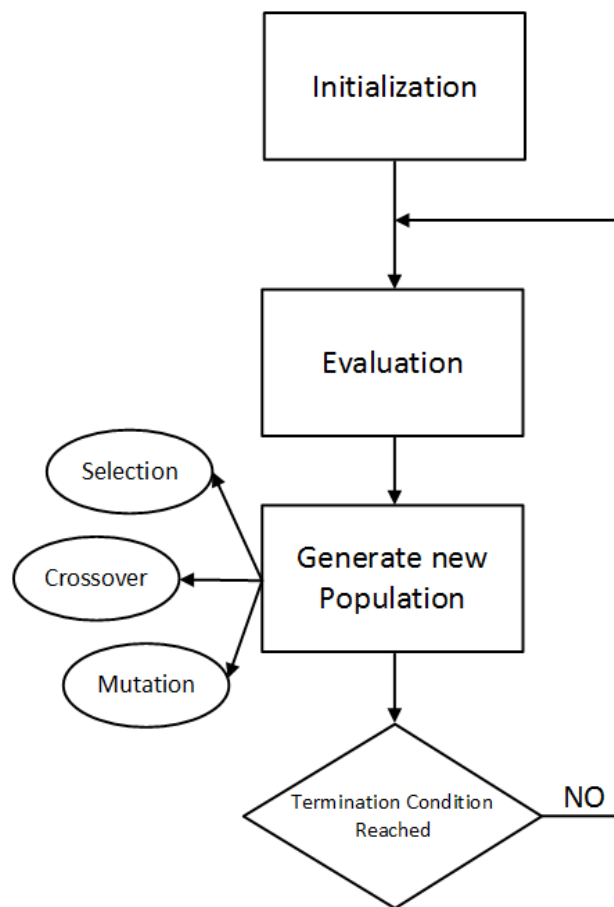 Initialization
Evaluation
Selection
Generate new
Population
Crossover
Mutation
Termination Condition
Reached
NO